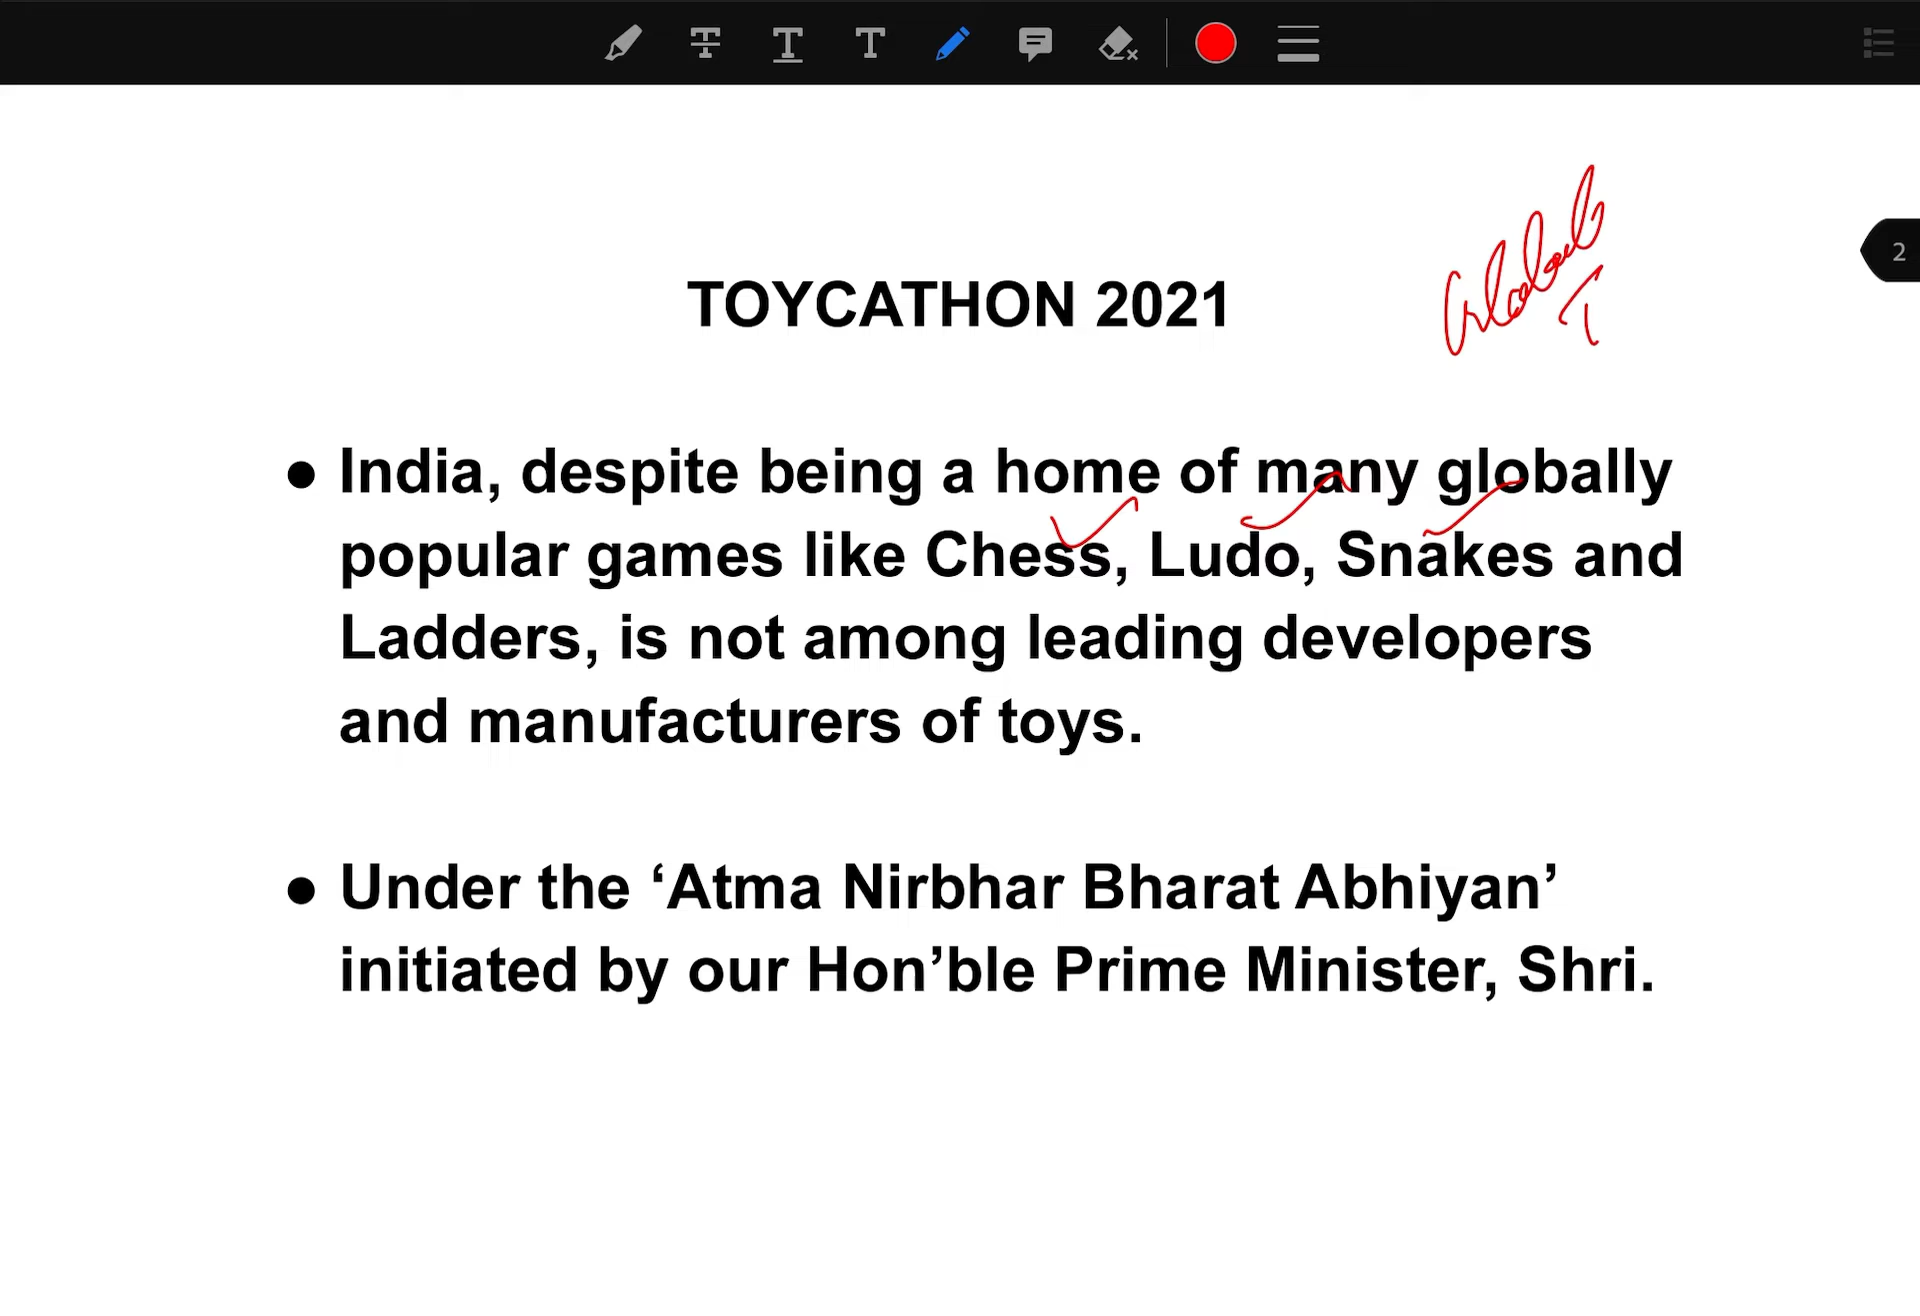 2
Global
T
TOYCATHON 2021
● India, despite being a home of many globally
popular games like Chess, Ludo, Snakes and
Ladders, is not among leading developers
and manufacturers of toys.
● Under the ‘Atma Nirbhar Bharat Abhiyan’
initiated by our Hon’ble Prime Minister, Shri.